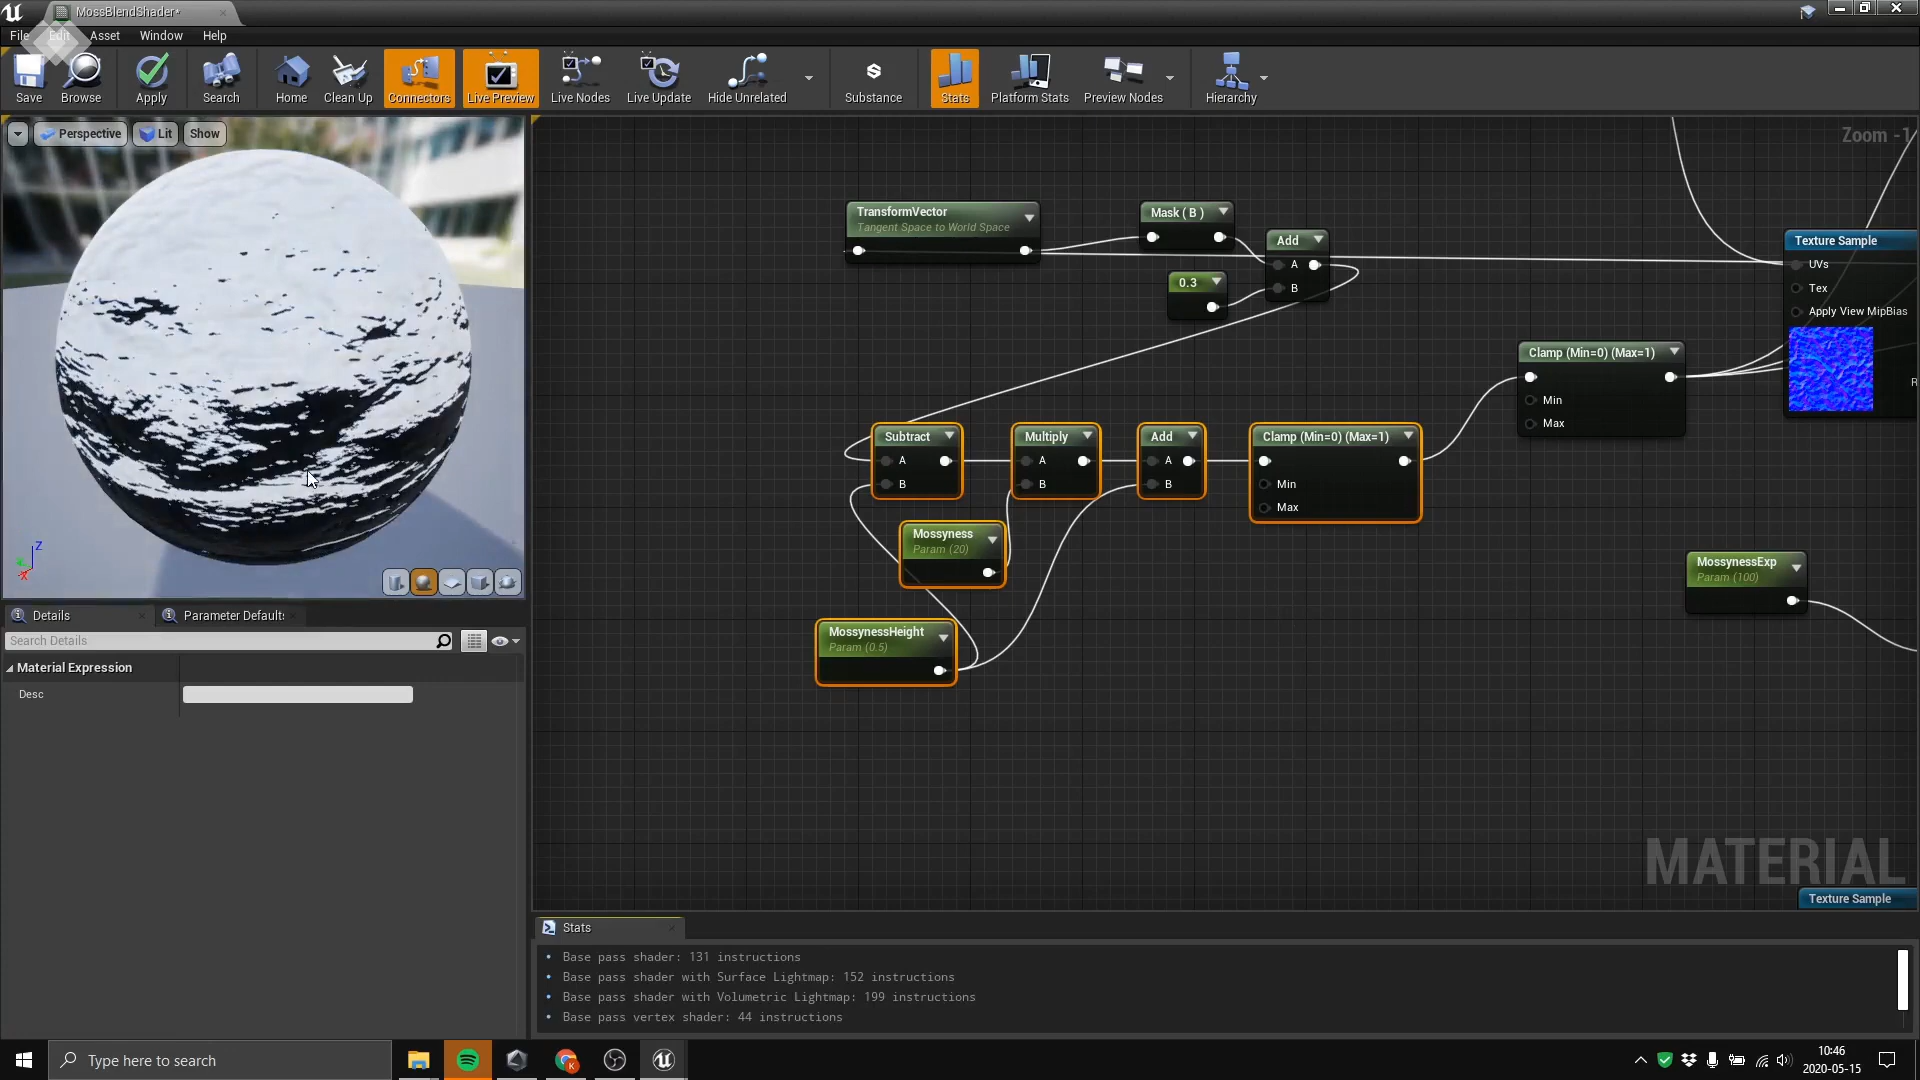 MossBlendShader*
File Edit Asset Window Help
Save
Browse
Apply
Search
Home
Clean Up
Connectors
Live Preview
Live Nodes
Live Update
Hide Unrelated
Substance
Stats
Platform Stats
Preview Nodes
Hierarchy
Perspective
Lit
Show
Zoom -1
TransformVector
Tangent Space to World Space
Mask ( B )
Add
A
B
0.3
Texture Sample
UVs
Tex
Apply View MipBias
R
Clamp (Min=0) (Max=1)
Min
Max
Subtract
A
B
Multiply
A
B
Add
A
B
Clamp (Min=0) (Max=1)
Min
Max
Mossyness
Param (20)
MossynessHeight
Param (0.5)
MossynessExp
Param (100)
Z
X
Details
Parameter Default
Search Details
Material Expression
Desc
MATERIAL
Texture Sample
Stats
• Base pass shader: 131 instructions
• Base pass shader with Surface Lightmap: 152 instructions
• Base pass shader with Volumetric Lightmap: 199 instructions
• Base pass vertex shader: 44 instructions
Type here to search
10:46
2020-05-15